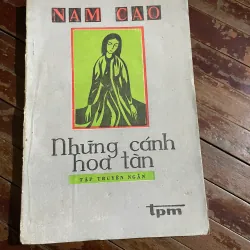 NAM CAO
Những cánh
hoa tàn
TẬP TRUYỆN NGẮN
tpm